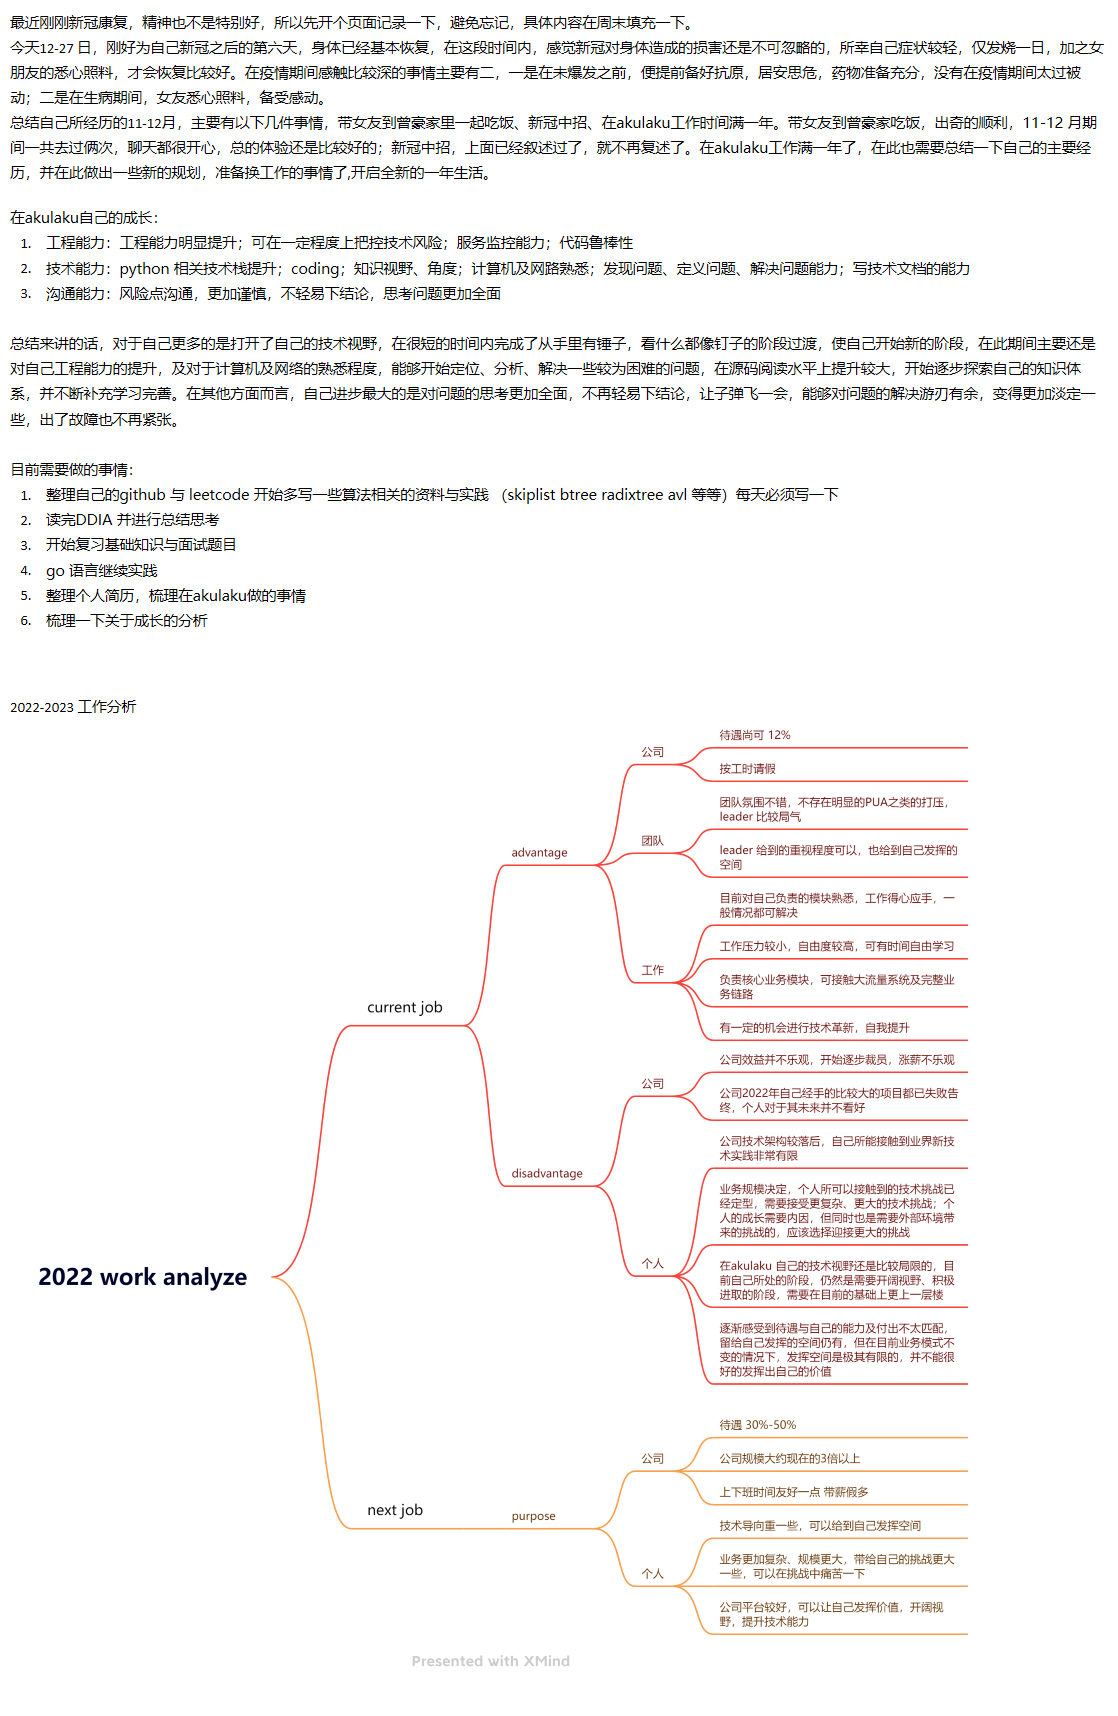 最近刚刚新冠康复，精神也不是特别好，所以先开个页面记录一下，避免忘记，具体内容在周末填充一下。
今天12-27 日，刚好为自己新冠之后的第六天，身体已经基本恢复，在这段时间内，感觉新冠对身体造成的损害还是不可忽略的，所幸自己症状较轻，仅发烧一日，加之女
朋友的悉心照料，才会恢复比较好。在疫情期间感触比较深的事情主要有二，一是在未爆发之前，便提前备好抗原，居安思危，药物准备充分，没有在疫情期间太过被
动；二是在生病期间，女友悉心照顾，备受感动。
总结自己所经历的11-12月，主要有以下几件事情，带女友到曾豪家里一起吃饭、新冠中招、在akulaku工作时间满一年。带女友到曾豪家吃饭，出奇的顺利，11-12 月期
间一共去过俩次，聊天都很开心，总的体验还是比较好的；新冠中招，上面已经叙述过了，就不再复述了。在akulaku工作满一年了，在此也需要总结一下自己的主要经
历，并在此做出一些新的规划，准备换工作的事情了,开启全新的一年生活。
在akulaku自己的成长：
1. 工程能力：工程能力明显提升；可在一定程度上把控技术风险；服务监控能力；代码鲁棒性
2. 技术能力：python 相关技术栈提升；coding；知识视野、角度；计算机及网路熟悉；发现问题、定义问题、解决问题能力；写技术文档的能力
3. 沟通能力：风险点沟通，更加谨慎，不轻易下结论，思考问题更加全面
总结来讲的话，对于自己更多的是打开了自己的技术视野，在很短的时间内完成了从手里有锤子，看什么都像钉子的阶段过渡，使自己开始新的阶段，在此期间主要还是
对自己工程能力的提升，及对于计算机及网络的熟悉程度，能够开始定位、分析、解决一些较为困难的问题，在源码阅读水平上提升较大，开始逐步探索自己的知识体
系，并不断补充学习完善。在其他方面而言，自己进步最大的是对问题的思考更加全面，不再轻易下结论，让子弹飞一会，能够对问题的解决游刃有余，变得更加淡定一
些，出了故障也不再紧张。
目前需要做的事情：
1. 整理自己的github 与 leetcode 开始多写一些算法相关的资料与实践 （skiplist btree radixtree avl 等等）每天必须写一下
2. 读完DDIA 并进行总结思考
3. 开始复习基础知识与面试题目
4. go 语言继续实践
5. 整理个人简历，梳理在akulaku做的事情
6. 梳理一下关于成长的分析
2022-2023 工作分析
2022 work analyze
current job
advantage
公司
待遇尚可 12%
按工时请假
团队
团队氛围不错，不存在明显的PUA之类的打压，
leader 比较局气
leader 给到的重视程度可以，也给到自己发挥的
空间
工作
目前对自己负责的模块熟悉，工作得心应手，一
般情况都可解决
工作压力较小，自由度较高，可有时间自由学习
负责核心业务模块，可接触大流量系统及完整业
务链路
有一定的机会进行技术革新，自我提升
disadvantage
公司
公司效益并不乐观，开始逐步裁员，涨薪不乐观
公司2022年自己经手的比较大的项目都已失败告
终，个人对于其未来并不看好
个人
公司技术架构较落后，自己所能接触到业界新技
术实践非常有限
业务规模决定，个人所可以接触到的技术挑战已
经定型，需要接受更复杂、更大的技术挑战；个
人的成长需要内因，但同时也是需要外部环境带
来的挑战的，应该选择迎接更大的挑战
在akulaku 自己的技术视野还是比较局限的，目
前自己所处的阶段，仍然是需要开阔视野、积极
进取的阶段，需要在目前的基础上更上一层楼
逐渐感受到待遇与自己的能力及付出不太匹配，
留给自己发挥的空间仍有，但在目前业务模式不
变的情况下，发挥空间是极其有限的，并不能很
好的发挥出自己的价值
next job
purpose
公司
待遇 30%-50%
公司规模大约现在的3倍以上
上下班时间友好一点 带薪假多
个人
技术导向重一些，可以给到自己发挥空间
业务更加复杂、规模更大，带给自己的挑战更大
一些，可以在挑战中痛苦一下
公司平台较好，可以让自己发挥价值，开阔视
野，提升技术能力
Presented with XMind